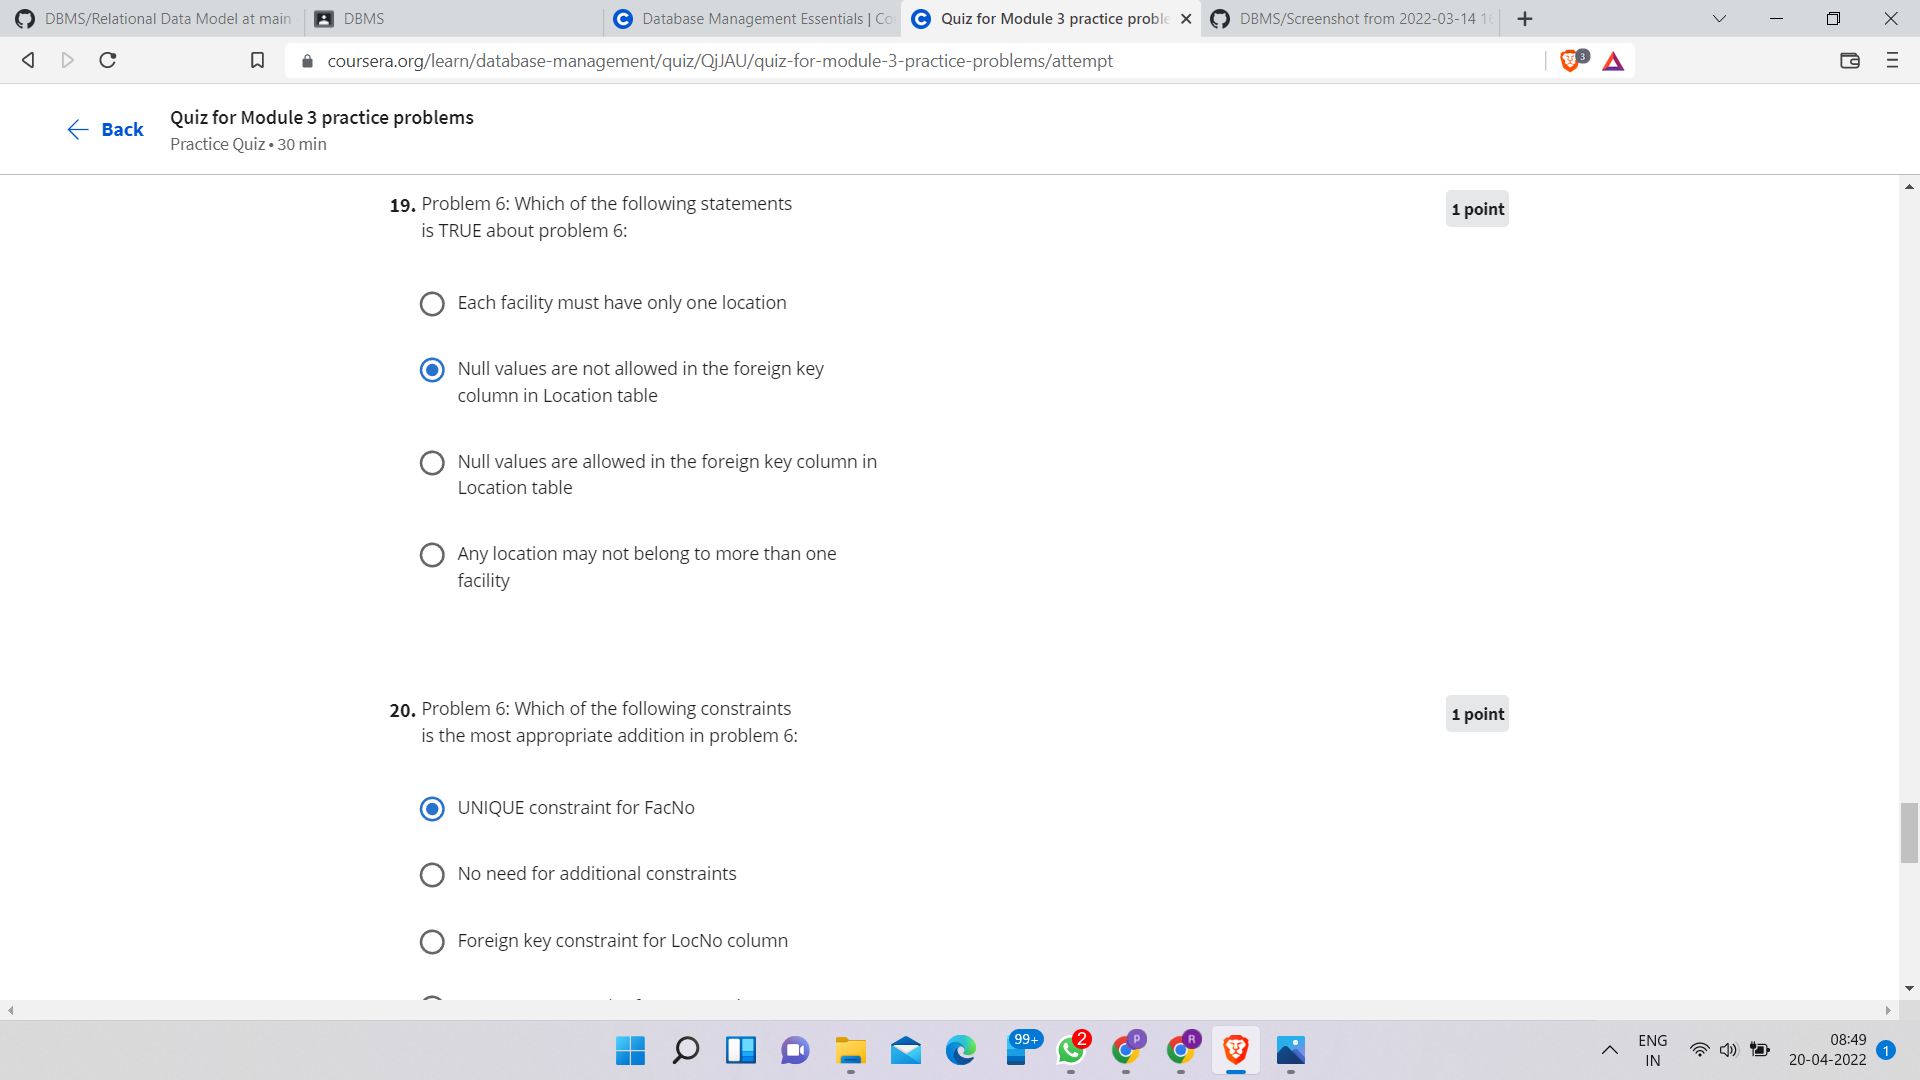 DBMS/Relational Data Model at main
DBMS
Database Management Essentials | Co
Quiz for Module 3 practice proble
DBMS/Screenshot from 2022-03-14 16
coursera.org/learn/database-management/quiz/QjJAU/quiz-for-module-3-practice-problems/attempt
3
Back
Quiz for Module 3 practice problems
Practice Quiz • 30 min
19. Problem 6: Which of the following statements
is TRUE about problem 6:
1 point
Each facility must have only one location
Null values are not allowed in the foreign key
column in Location table
Null values are allowed in the foreign key column in
Location table
Any location may not belong to more than one
facility
20. Problem 6: Which of the following constraints
is the most appropriate addition in problem 6:
1 point
UNIQUE constraint for FacNo
No need for additional constraints
Foreign key constraint for LocNo column
99+
2
P
R
ENG
IN
08:49
20-04-2022
1